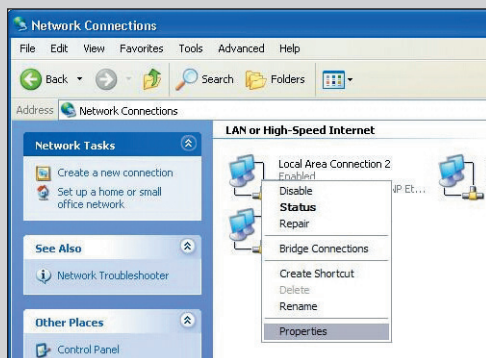 Network Connections
File Edit View Favorites Tools Advanced Help
Back Search Folders
Address Network Connections
Network Tasks
Create a new connection
Set up a home or small
office network
See Also
Network Troubleshooter
Other Places
Control Panel
LAN or High-Speed Internet
Local Area Connection 2
Enabled
Disable
Status
Repair
Bridge Connections
Create Shortcut
Delete
Rename
Properties